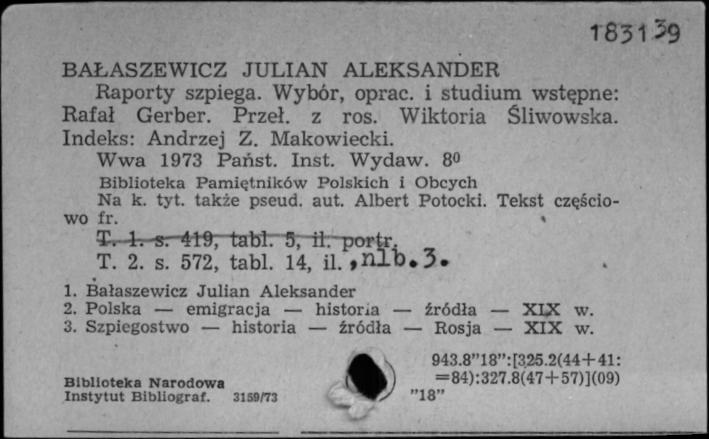 183139
BAŁASZEWICZ JULIAN ALEKSANDER
Raporty szpiega. Wybór, oprac. i studium wstępne:
Rafał Gerber. Przeł. z ros. Wiktoria Śliwowska.
Indeks: Andrzej Z. Makowiecki.
Wwa 1973 Państ. Inst. Wydaw. 8⁰
Biblioteka Pamiętników Polskich i Obcych
Na k. tyt. także pseud. aut. Albert Potocki. Tekst częścio-
wo fr.
T. 1. s. 419, tabl. 5, il. portr.
T. 2. s. 572, tabl. 14, il. , nlb. 3.
1. Bałaszewicz Julian Aleksander
2. Polska — emigracja — historia — źródła — XIX w.
3. Szpiegostwo — historia — źródła — Rosja — XIX w.
943.8”18”:[325.2(44+41:
=84):327.8(47+57)](09)
”18”
Biblioteka Narodowa
Instytut Bibliograf. 3159/73